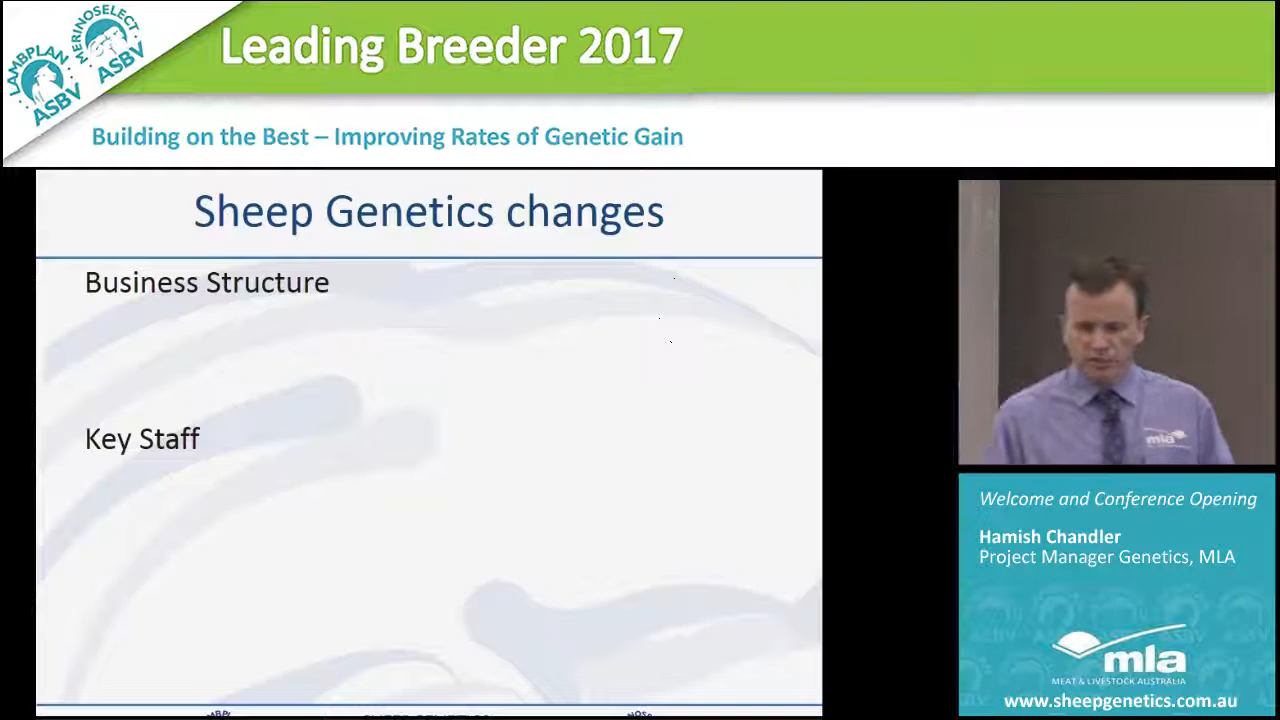 LAMBPLAN
ASBV
MERINOSELECT
ASBV
Leading Breeder 2017
Building on the Best – Improving Rates of Genetic Gain
Sheep Genetics changes
Business Structure
Key Staff
mla
Welcome and Conference Opening
Hamish Chandler
Project Manager Genetics, MLA
mla
MEAT & LIVESTOCK AUSTRALIA
www.sheepgenetics.com.au